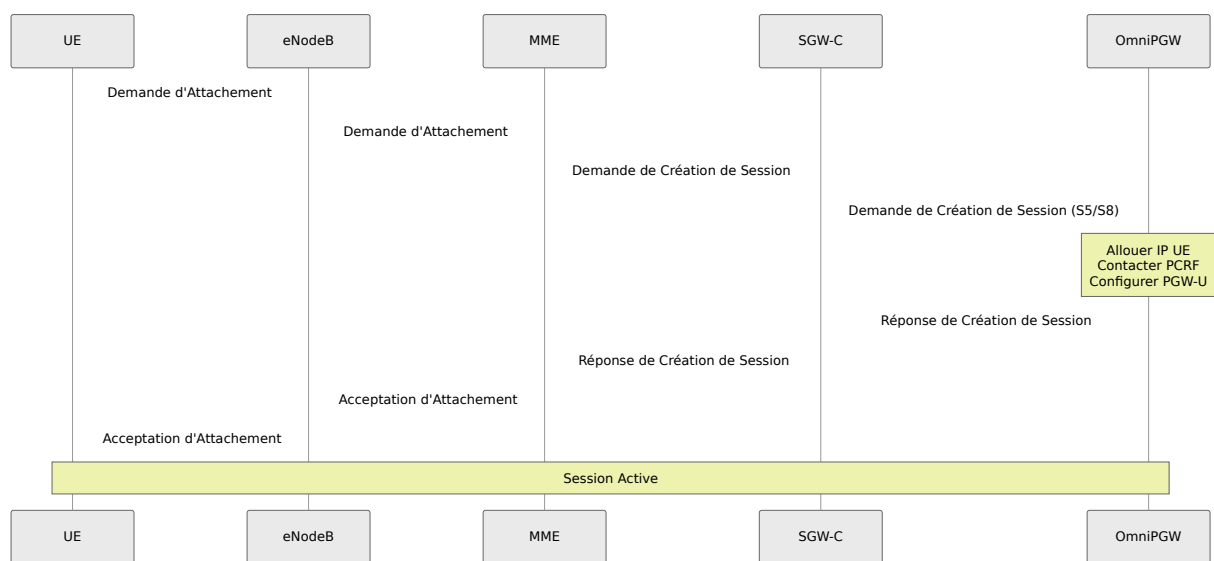 UE
eNodeB
MME
SGW-C
OmniPGW
Demande d'Attachement
Demande d'Attachement
Demande de Création de Session
Demande de Création de Session (S5/S8)
Allouer IP UE
Contacter PCRF
Configurer PGW-U
Réponse de Création de Session
Réponse de Création de Session
Acceptation d'Attachement
Acceptation d'Attachement
Session Active
UE
eNodeB
MME
SGW-C
OmniPGW